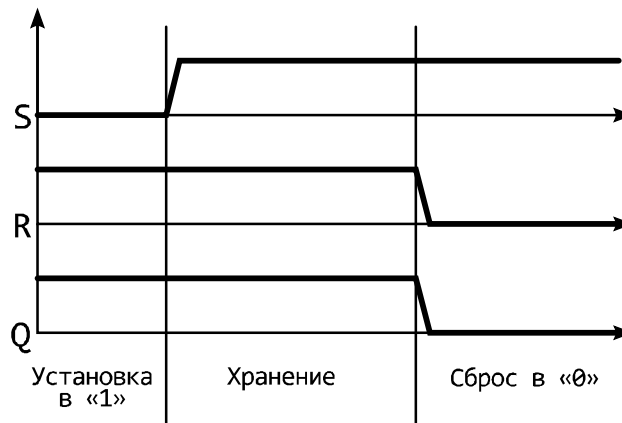 S
R
Q
Установка
в «1»
Хранение
Сброс в «0»